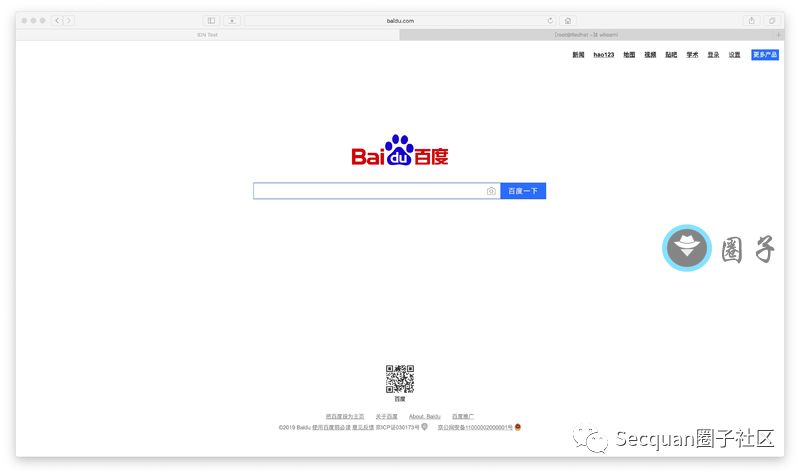 baidu.com
IDN Test
[root@Redhat ~]# whoami
新闻 hao123 地图 视频 贴吧 学术 登录 设置 更多产品
Bai du 百度
百度一下
圈子
百度
把百度设为主页 关于百度 About Baidu 百度推广
©2019 Baidu 使用百度前必读 意见反馈 京ICP证030173号 京公网安备11000002000001号
Secquan圈子社区